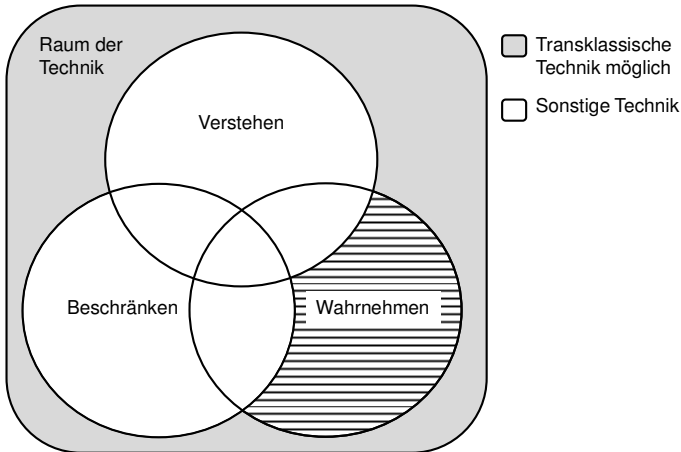 Raum der
Technik
Verstehen
Beschränken
Wahrnehmen
Transklassische
Technik möglich
Sonstige Technik